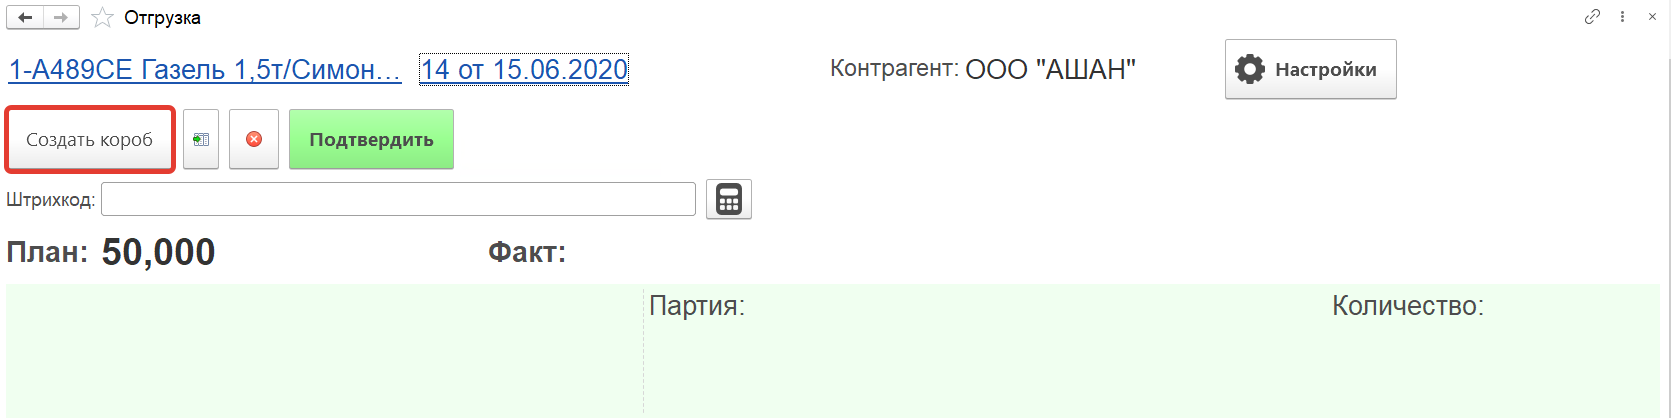 Отгрузка
1-А489СЕ Газель 1,5т/Симон... 14 от 15.06.2020 Контрагент: ООО "АШАН" Настройки
Создать короб Подтвердить
Штрихкод:
План: 50,000 Факт:
Партия: Количество: